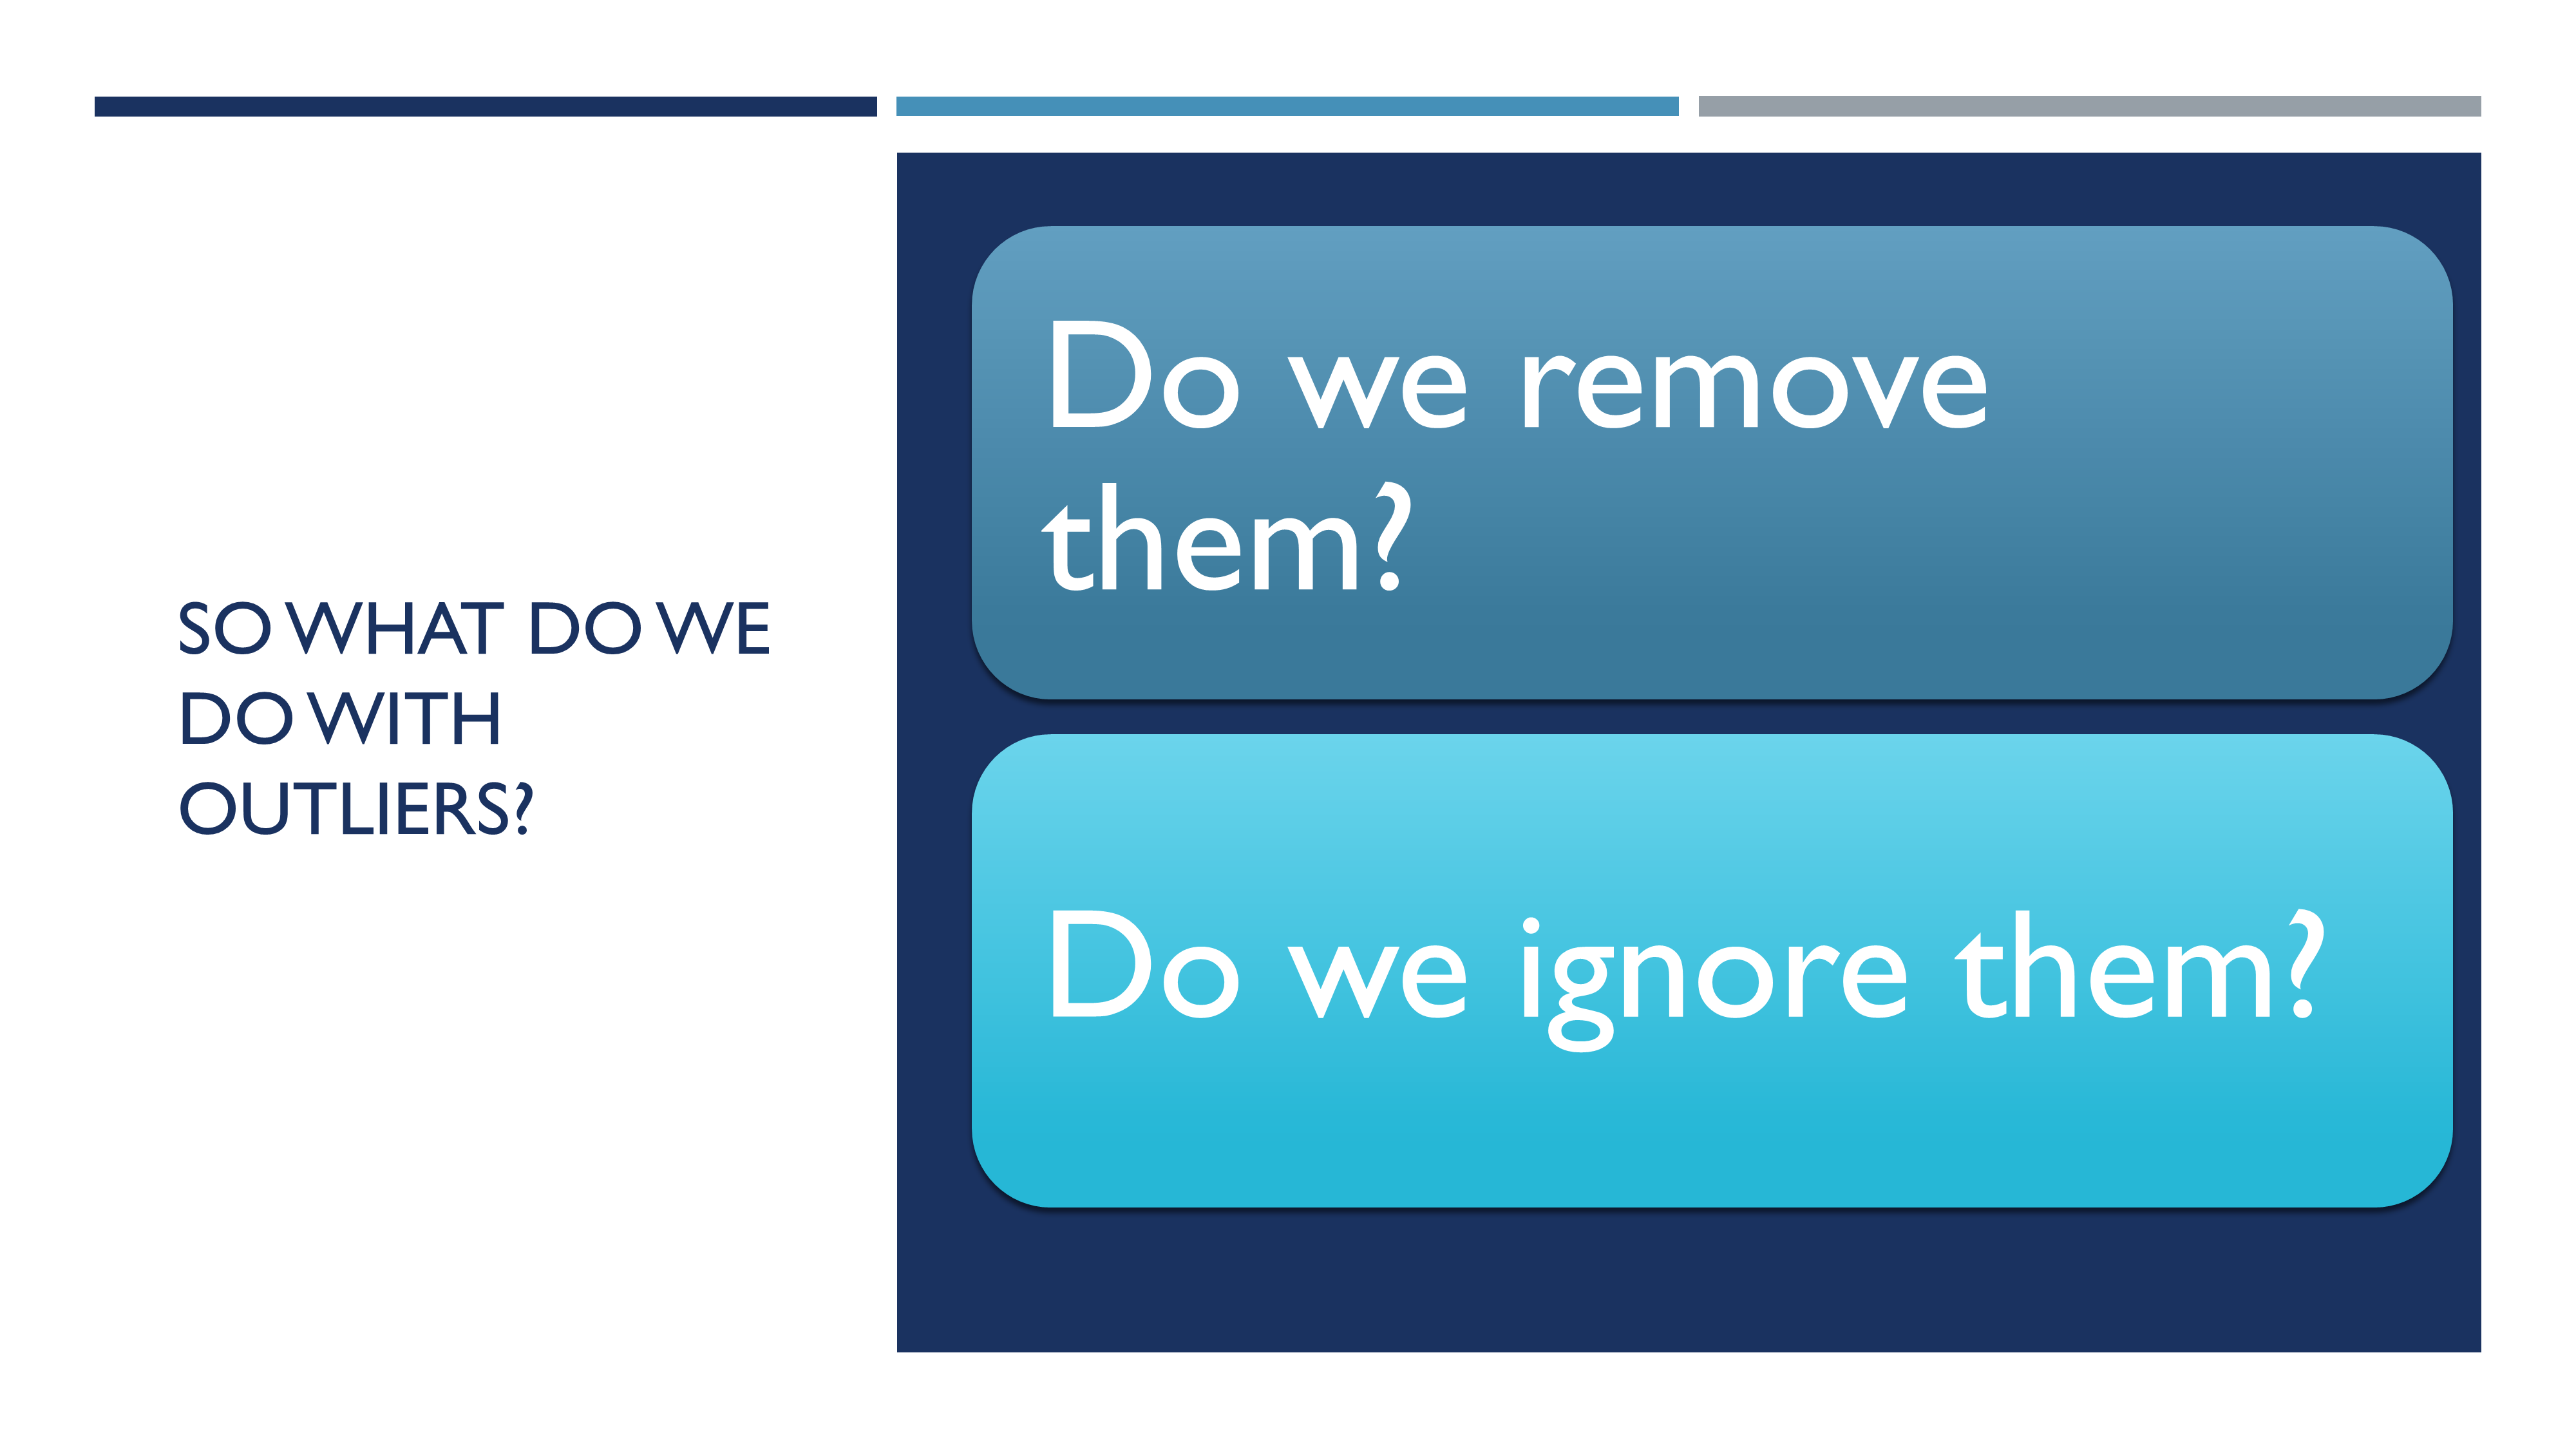 SO WHAT DO WE
DO WITH
OUTLIERS?
Do we remove
them?
Do we ignore them?